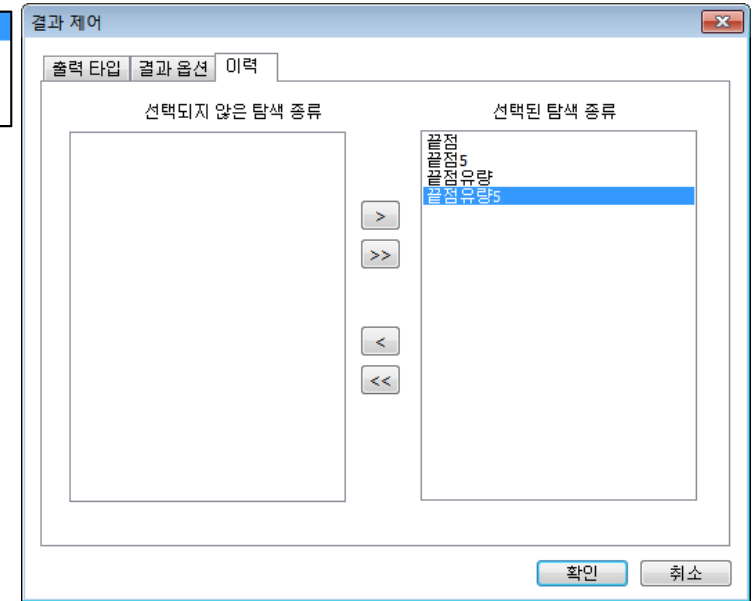 결과 제어
출력 타입 결과 옵션 이력
선택되지 않은 탐색 종류 선택된 탐색 종류
끝점
끝점5
끝점유량
끝점유량5
>
>>
<
<<
확인 취소